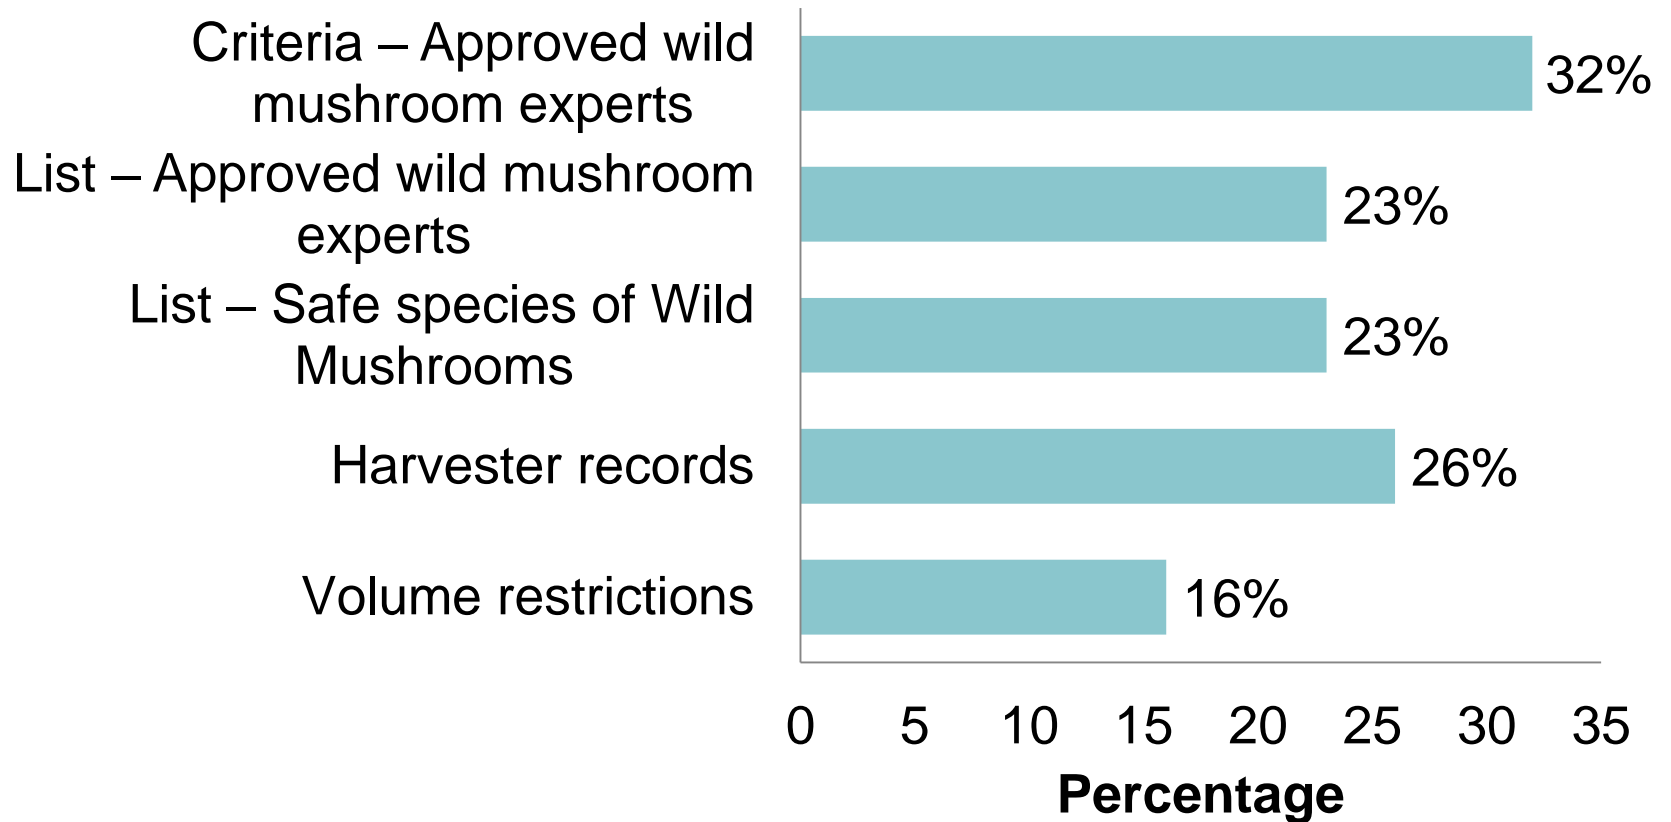 Criteria – Approved wild
mushroom experts
32%
List – Approved wild mushroom
experts
23%
List – Safe species of Wild
Mushrooms
23%
Harvester records
26%
Volume restrictions
16%
0 5 10 15 20 25 30 35
Percentage